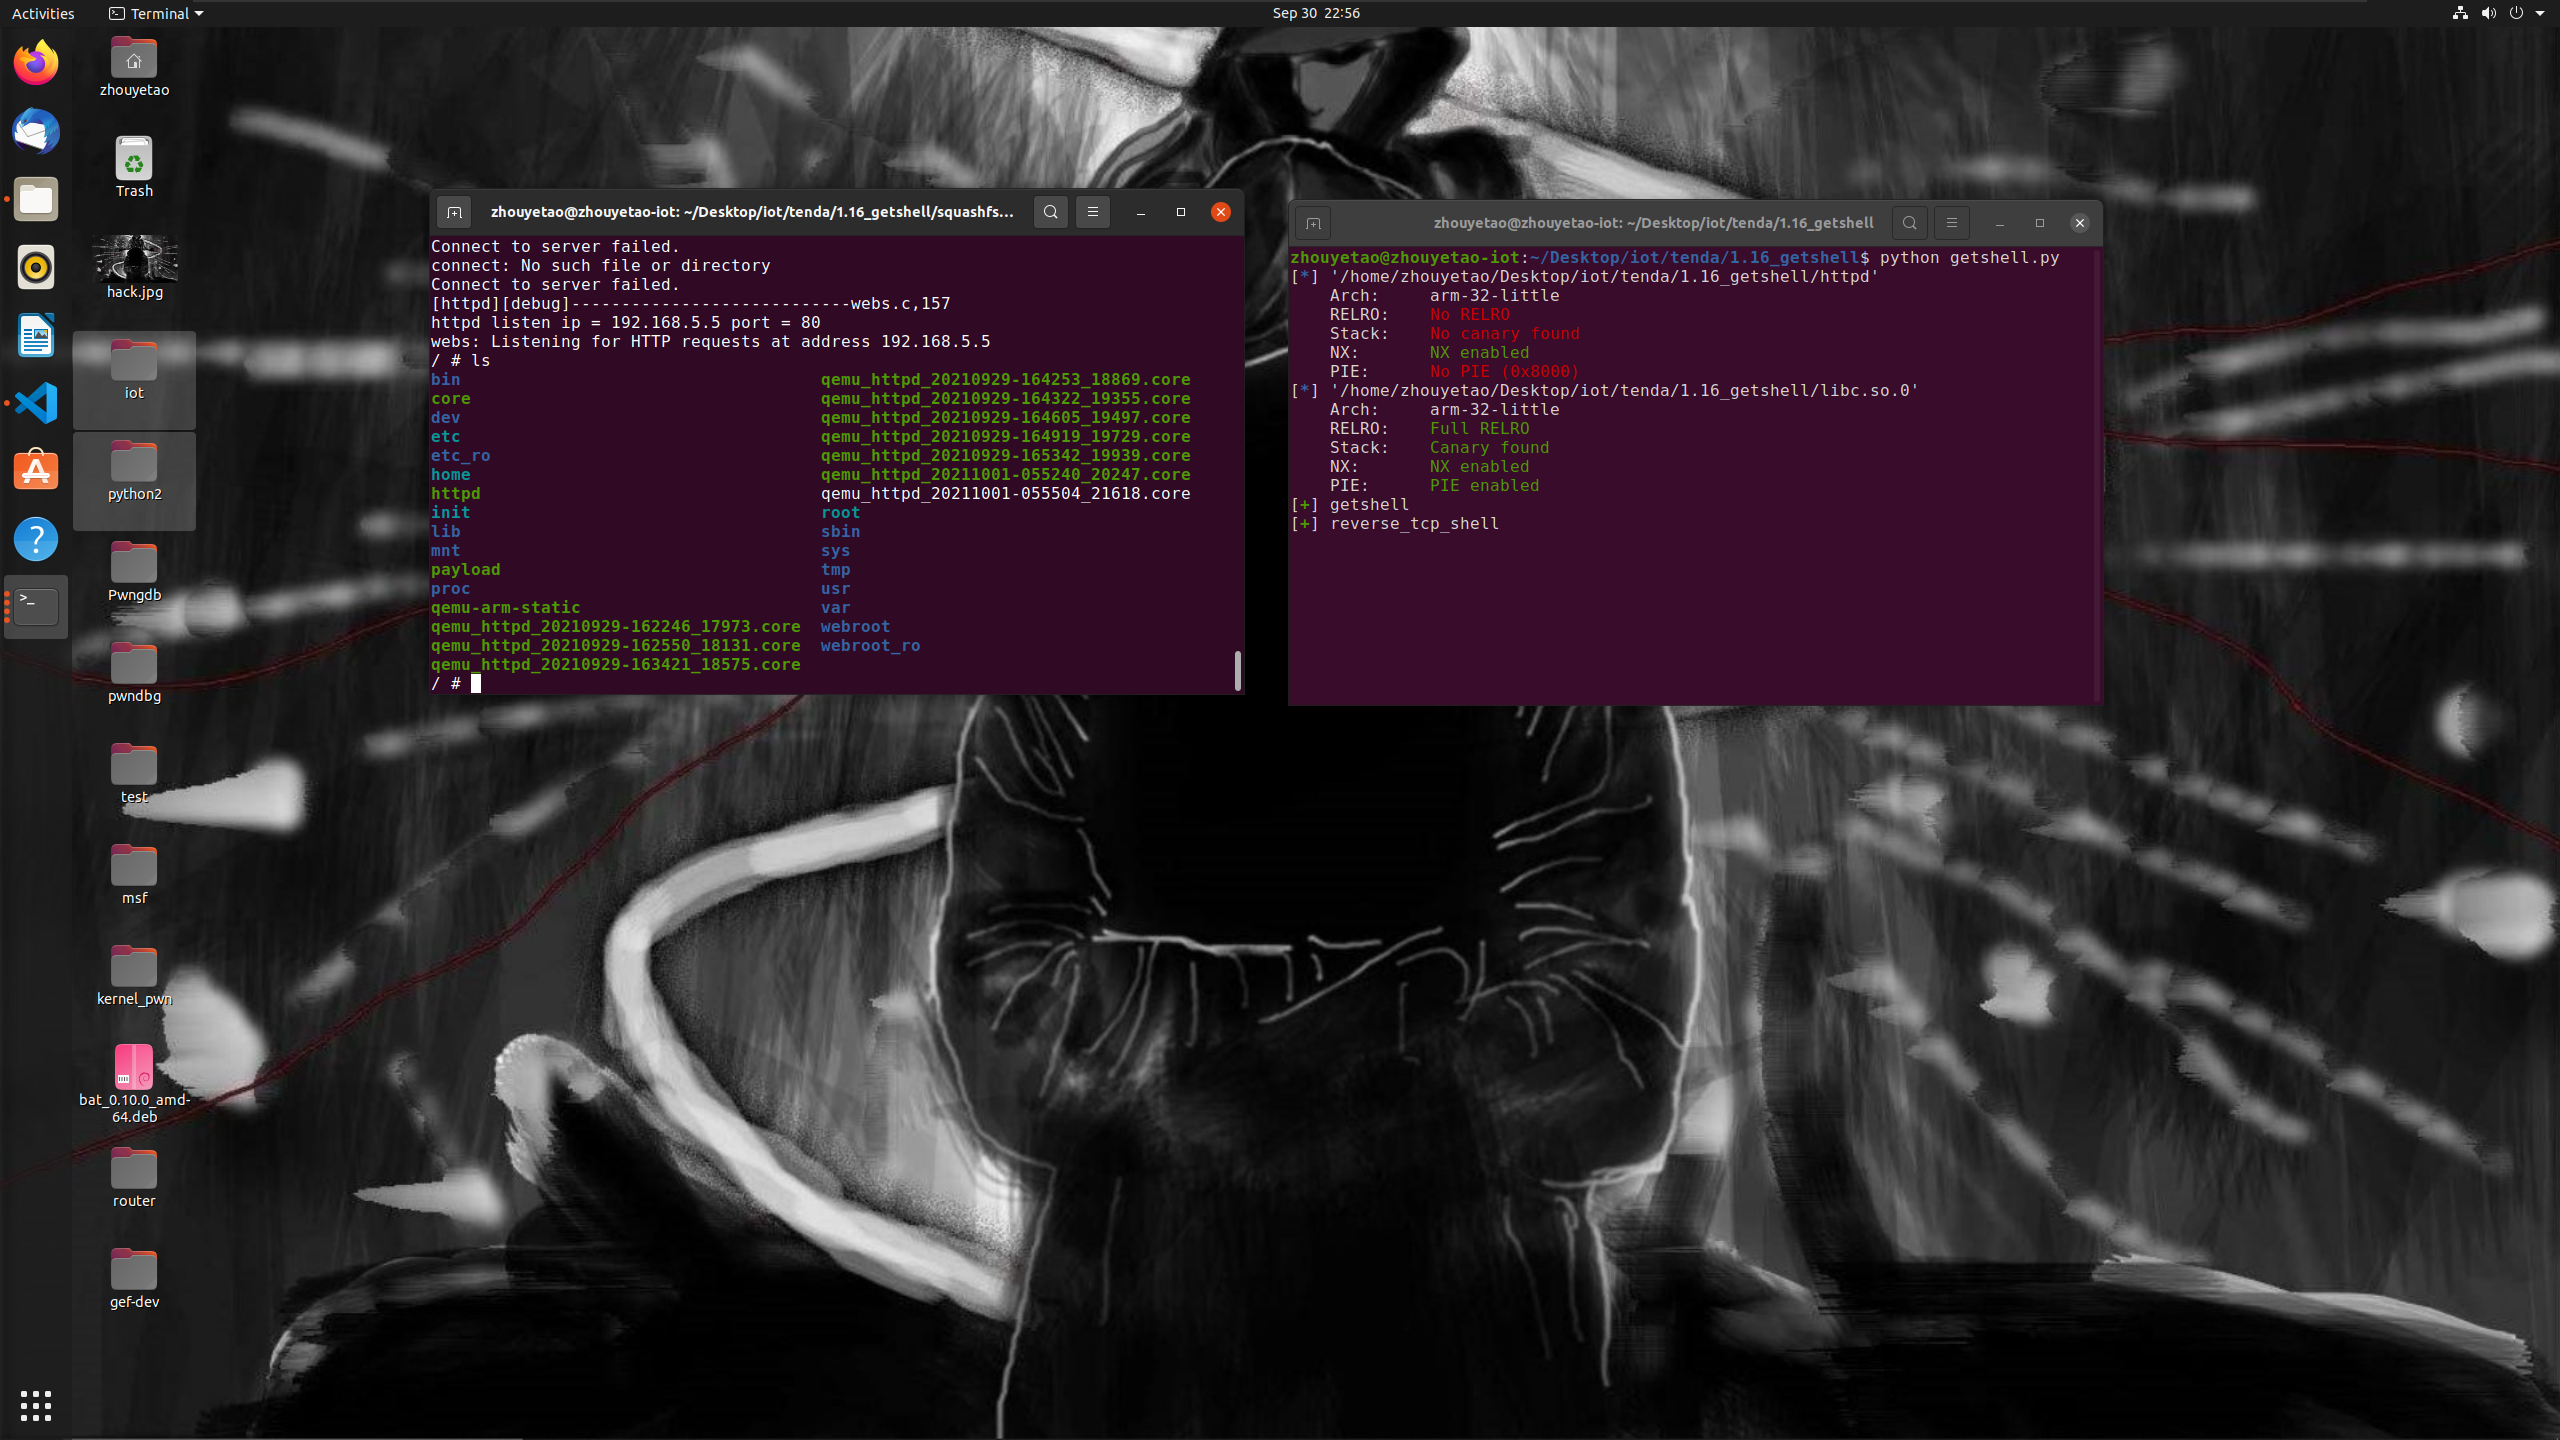 Activities
Terminal
Sep 30 22:56
zhouyetao
Trash
hack.jpg
iot
python2
Pwngdb
pwndbg
test
msf
kernel_pwn
bat_0.10.0_amd-
64.deb
router
gef-dev
zhouyetao@zhouyetao-iot: ~/Desktop/iot/tenda/1.16_getshell/squashfs...
Connect to server failed.
connect: No such file or directory
Connect to server failed.
[httpd][debug]----------------------------webs.c,157
httpd listen ip = 192.168.5.5 port = 80
webs: Listening for HTTP requests at address 192.168.5.5
/ # ls
bin qemu_httpd_20210929-164253_18869.core
core qemu_httpd_20210929-164322_19355.core
dev qemu_httpd_20210929-164605_19497.core
etc qemu_httpd_20210929-164919_19729.core
etc_ro qemu_httpd_20210929-165342_19939.core
home qemu_httpd_20211001-055240_20247.core
httpd qemu_httpd_20211001-055504_21618.core
init root
lib sbin
mnt sys
payload tmp
proc usr
qemu-arm-static var
qemu_httpd_20210929-162246_17973.core webroot
qemu_httpd_20210929-162550_18131.core webroot_ro
qemu_httpd_20210929-163421_18575.core
/ #
zhouyetao@zhouyetao-iot: ~/Desktop/iot/tenda/1.16_getshell
zhouyetao@zhouyetao-iot:~/Desktop/iot/tenda/1.16_getshell$ python getshell.py
[*] '/home/zhouyetao/Desktop/iot/tenda/1.16_getshell/httpd'
Arch: arm-32-little
RELRO: No RELRO
Stack: No canary found
NX: NX enabled
PIE: No PIE (0x8000)
[*] '/home/zhouyetao/Desktop/iot/tenda/1.16_getshell/libc.so.0'
Arch: arm-32-little
RELRO: Full RELRO
Stack: Canary found
NX: NX enabled
PIE: PIE enabled
[+] getshell
[+] reverse_tcp_shell